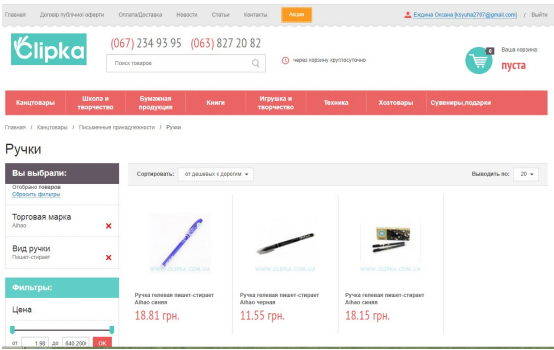 Главная Договір публічної оферти Оплата/Доставка Новости Статьи Контакты Акции Ехдина Оксана [ksyuha2707@gmail.com] / Выйти
Clipka
(067) 234 93 95 (063) 827 20 82
Поиск товаров
через корзину круглосуточно
0
Ваша корзина:
пуста
Канцтовары Школа и творчество Бумажная продукция Книги Игрушка и творчество Техника Хозтовары Сувениры,подарки
Главная / Канцтовары / Письменные принадлежности / Ручки
Ручки
Вы выбрали:
Отобрано товаров
Сбросить фильтры
Торговая марка
Aihao
Вид ручки
Пишет-стирает
Фильтры:
Цена
от 1.98 до 640.200 OK
Сортировать: от дешевых к дорогим
Выводить по: 20
WWW.CLIPKA.COM.UA
Ручка гелевая пишет-стирает
Aihao синяя
18.81 грн.
WWW.CLIPKA.COM.UA
Ручка гелевая пишет-стирает
Aihao черная
11.55 грн.
WWW.CLIPKA.COM.UA
Ручка гелевая пишет-стирает
Aihao синяя
18.15 грн.